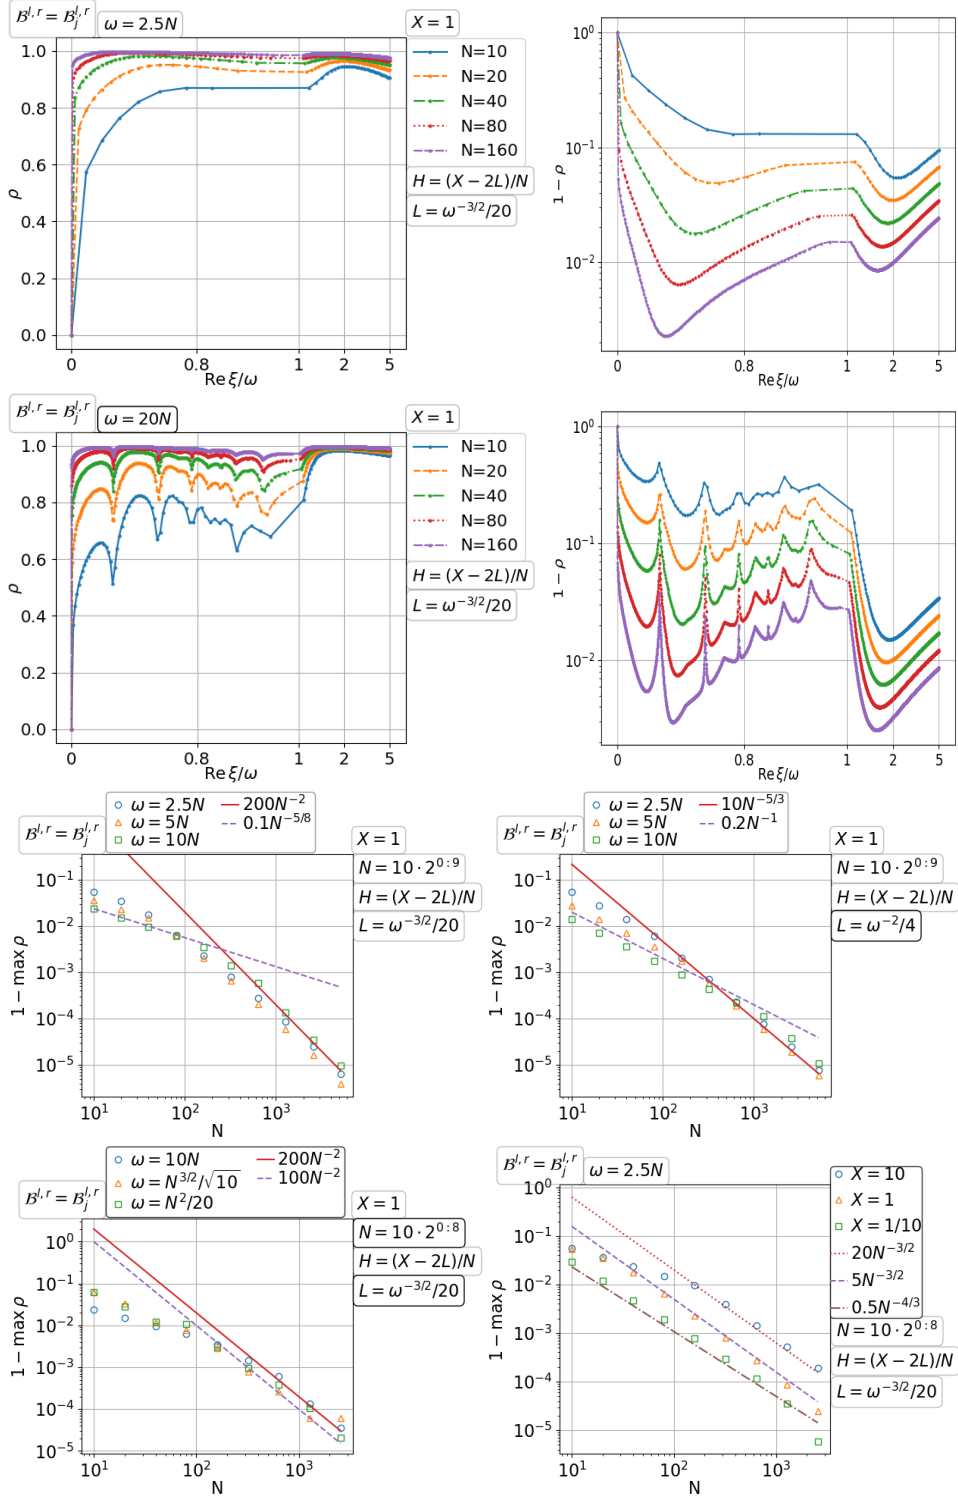 𝓑^{l, r} = 𝓑_j^{l, r}
ω = 2.5N
X = 1
1.0
0.8
0.6
0.4
0.2
0.0
ρ
0
0.8
1
2
5
Re ξ/ω
N=10
N=20
N=40
N=80
N=160
H = (X − 2L)/N
L = ω^{−3/2}/20
10^0
10^{−1}
10^{−2}
1 − ρ
0
0.8
1
2
5
Re ξ/ω
𝓑^{l, r} = 𝓑_j^{l, r}
ω = 20N
X = 1
1.0
0.8
0.6
0.4
0.2
0.0
ρ
0
0.8
1
2
5
Re ξ/ω
N=10
N=20
N=40
N=80
N=160
H = (X − 2L)/N
L = ω^{−3/2}/20
10^0
10^{−1}
10^{−2}
1 − ρ
0
0.8
1
2
5
Re ξ/ω
𝓑^{l, r} = 𝓑_j^{l, r}
ω = 2.5N
ω = 5N
ω = 10N
200N^{−2}
0.1N^{−5/8}
X = 1
N = 10 · 2^{0:9}
H = (X − 2L)/N
L = ω^{−3/2}/20
10^{−1}
10^{−2}
10^{−3}
10^{−4}
10^{−5}
1 − max ρ
10^1
10^2
10^3
N
𝓑^{l, r} = 𝓑_j^{l, r}
ω = 2.5N
ω = 5N
ω = 10N
10N^{−5/3}
0.2N^{−1}
X = 1
N = 10 · 2^{0:9}
H = (X − 2L)/N
L = ω^{−2}/4
10^{−1}
10^{−2}
10^{−3}
10^{−4}
10^{−5}
1 − max ρ
10^1
10^2
10^3
N
𝓑^{l, r} = 𝓑_j^{l, r}
ω = 10N
ω = N^{3/2}/√10
ω = N^2/20
200N^{−2}
100N^{−2}
X = 1
N = 10 · 2^{0:8}
H = (X − 2L)/N
L = ω^{−3/2}/20
10^0
10^{−1}
10^{−2}
10^{−3}
10^{−4}
10^{−5}
1 − max ρ
10^1
10^2
10^3
N
𝓑^{l, r} = 𝓑_j^{l, r}
ω = 2.5N
X = 10
X = 1
X = 1/10
20N^{−3/2}
5N^{−3/2}
0.5N^{−4/3}
N = 10 · 2^{0:8}
H = (X − 2L)/N
L = ω^{−3/2}/20
10^0
10^{−1}
10^{−2}
10^{−3}
10^{−4}
10^{−5}
1 − max ρ
10^1
10^2
10^3
N